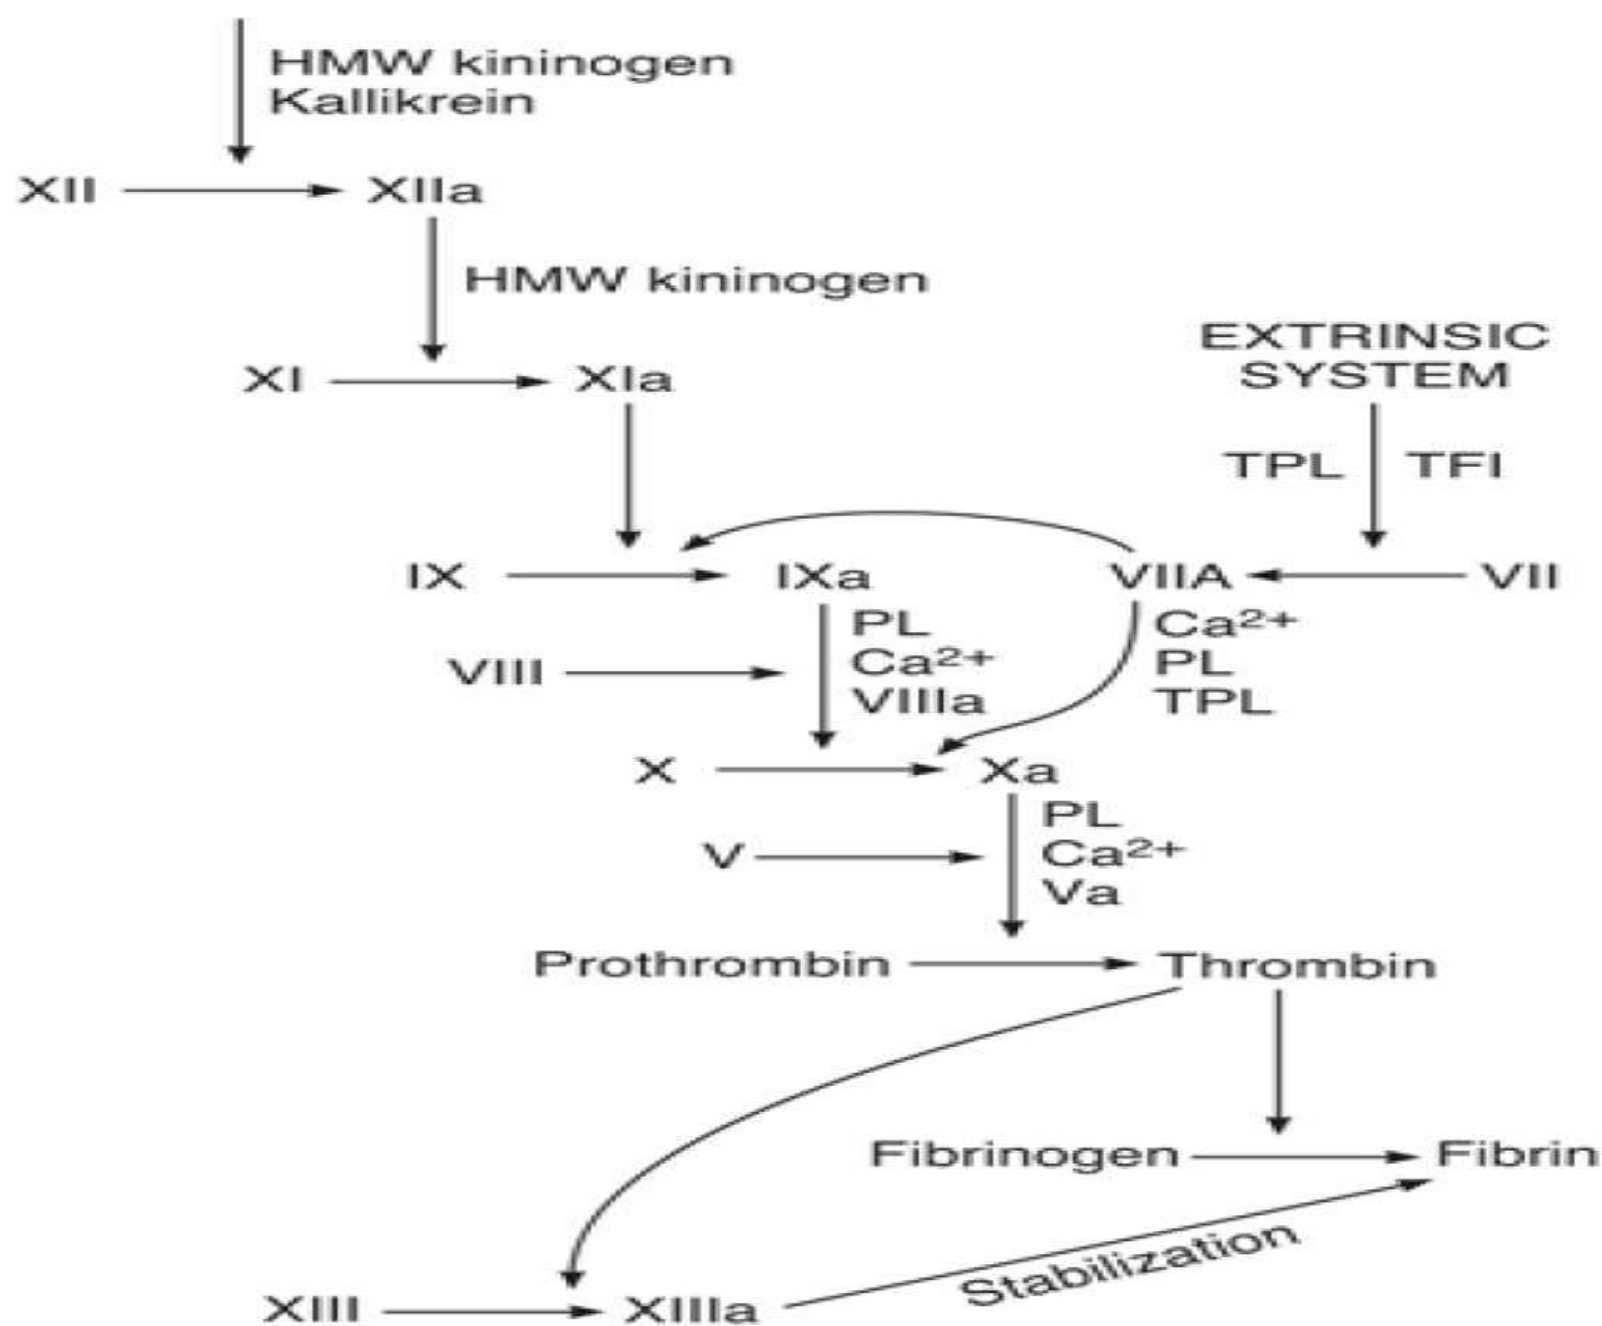 HMW kininogen
Kallikrein
XII XIIa
HMW kininogen
EXTRINSIC
SYSTEM
XI XIa
TPL TFI
IX IXa VIIA VII
PL Ca2+
Ca2+ PL
VIII
VIIIa TPL
X Xa
PL
V Ca2+
Va
Prothrombin Thrombin
Fibrinogen Fibrin
Stabilization
XIII XIIIa